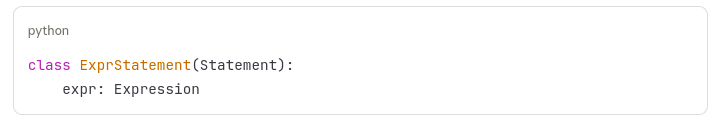 python
class ExprStatement(Statement):
    expr: Expression